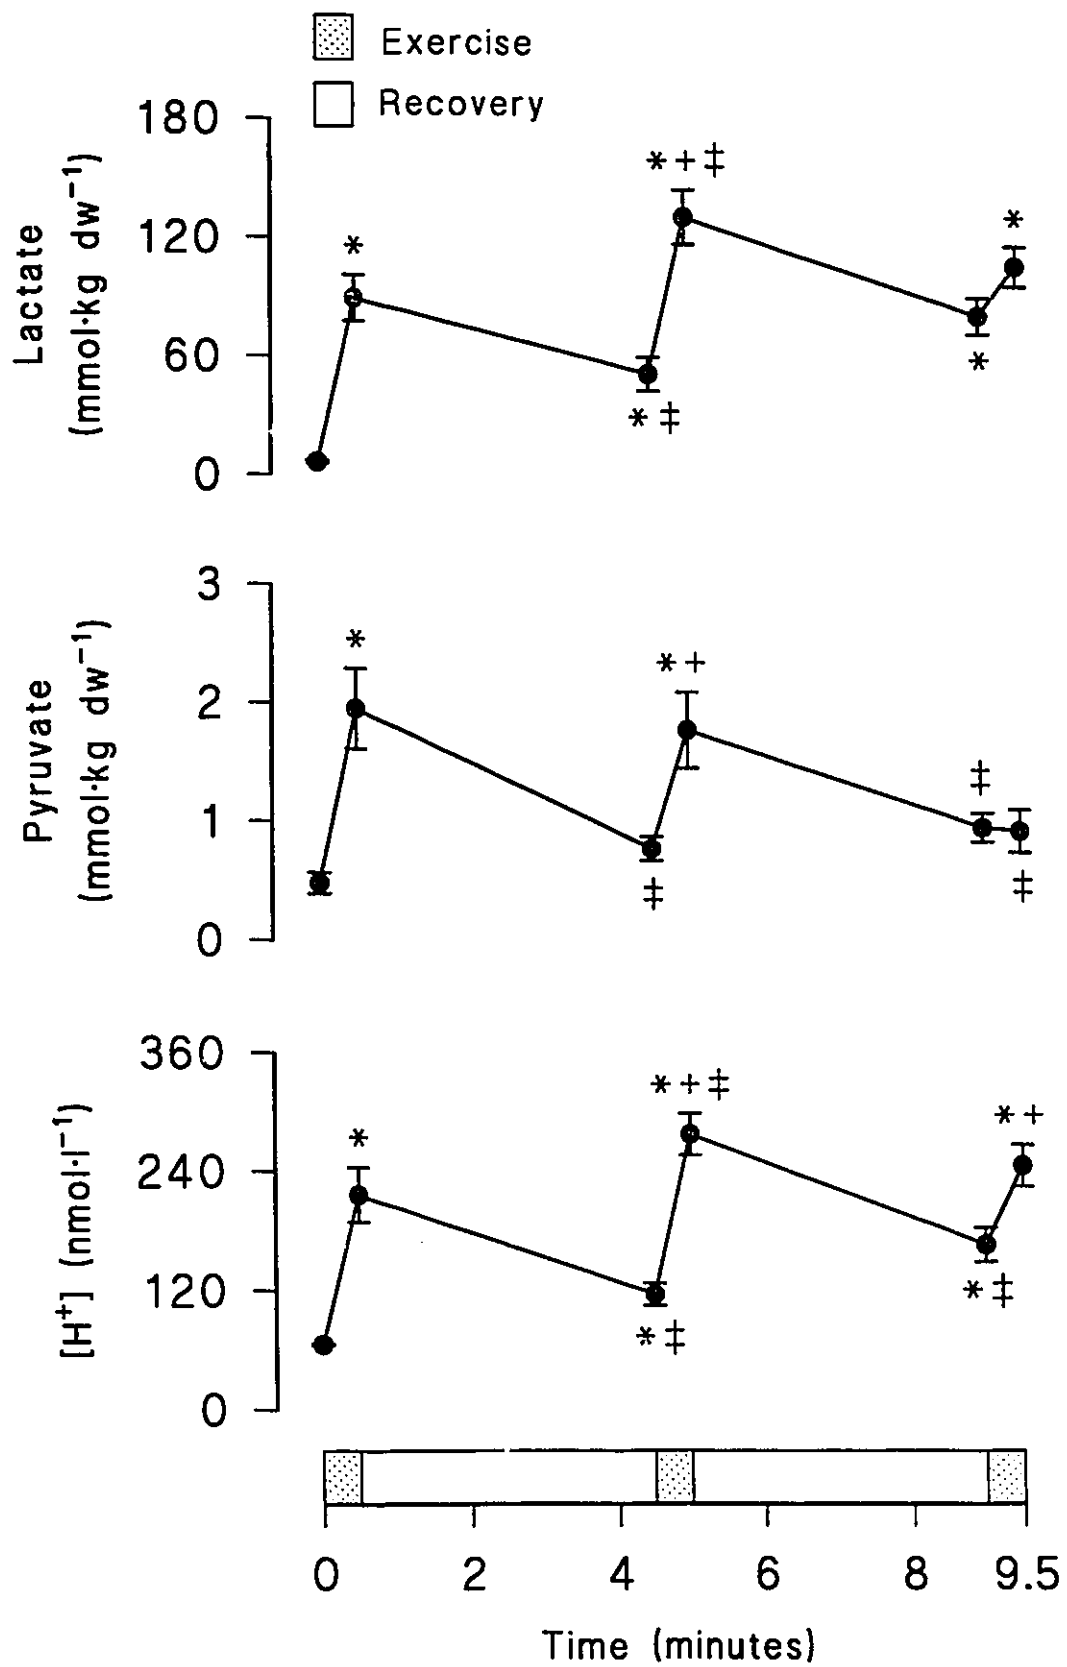 Exercise
Recovery
Lactate
(mmol·kg dw⁻¹)
180
120
60
0
* * + ‡ *
* ‡ *
Pyruvate
(mmol·kg dw⁻¹)
3
2
1
0
* * + ‡
‡ ‡
[H⁺] (nmol·l⁻¹)
360
240
120
0
* * + ‡ * +
* ‡ * ‡
0 2 4 6 8 9.5
Time (minutes)